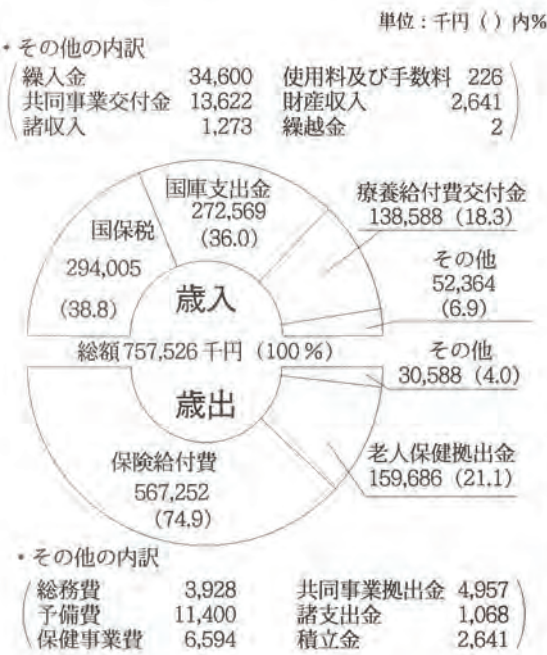 単位：千円（ ）内％
・その他の内訳
繰入金 34,600 使用料及び手数料 226
共同事業交付金 13,622 財産収入 2,641
諸収入 1,273 繰越金 2
国庫支出金
272,569
(36.0)
療養給付費交付金
138,588 (18.3)
国保税
294,005
(38.8)
その他
52,364
(6.9)
歳入
総額 757,526 千円（100％）
その他
30,588 (4.0)
歳出
老人保健拠出金
159,686 (21.1)
保険給付費
567,252
(74.9)
・その他の内訳
総務費 3,928 共同事業拠出金 4,957
予備費 11,400 諸支出金 1,068
保健事業費 6,594 積立金 2,641